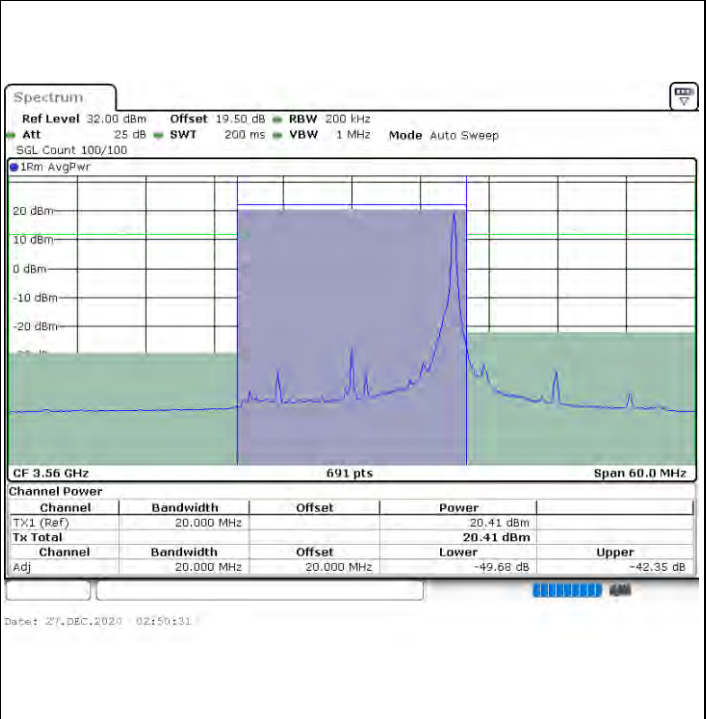 Spectrum
Ref Level 32.00 dBm Offset 19.50 dB RBW 200 kHz
Att 25 dB SWT 200 ms VBW 1 MHz Mode Auto Sweep
SGL Count 100/100
1Rm AvgPwr
20 dBm
10 dBm
0 dBm
-10 dBm
-20 dBm
CF 3.56 GHz 691 pts Span 60.0 MHz
Channel Power
Channel Bandwidth Offset Power
TX1 (Ref) 20.000 MHz 20.41 dBm
Tx Total 20.41 dBm
Channel Bandwidth Offset Lower Upper
Adj 20.000 MHz 20.000 MHz -49.68 dB -42.35 dB
Date: 27.DEC.2020 02:50:31